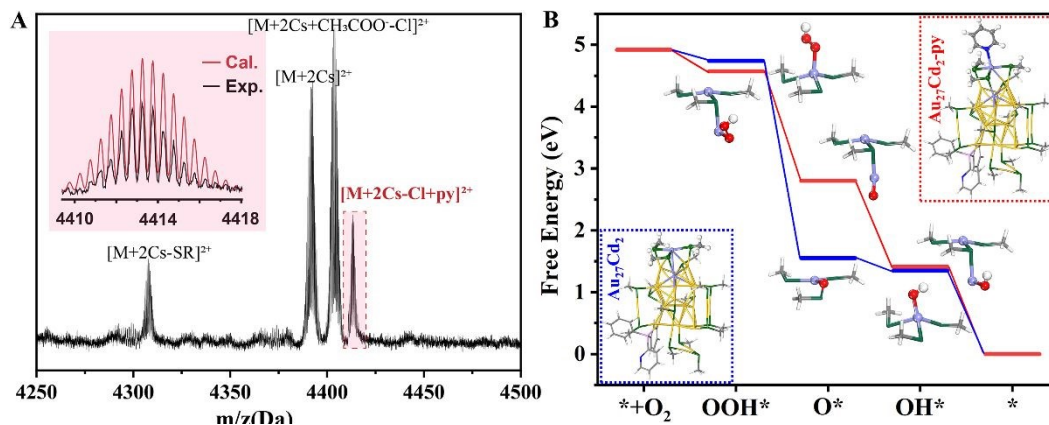 A
[M+2Cs+CH₃COO⁻-Cl]²⁺
Cal.
Exp.
[M+2Cs]²⁺
4410 4412 4414 4416 4418
[M+2Cs-Cl+py]²⁺
[M+2Cs-SR]²⁺
4250 4300 4350 4400 4450 4500
m/z(Da)
B
Free Energy (eV)
5
4
3
2
1
0
Au₂₇Cd₂-py
Au₂₇Cd₂
*+O₂ OOH* O* OH* *